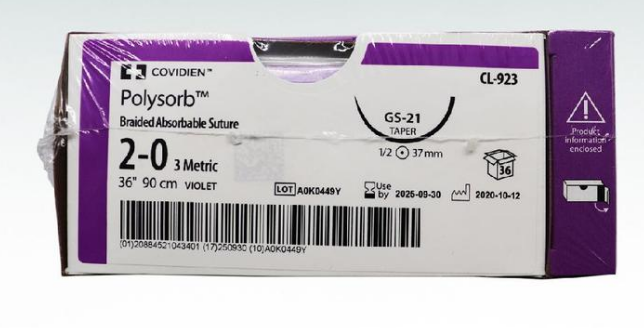 COVIDIEN™
CL-923
Polysorb™
Braided Absorbable Suture
GS-21
TAPER
2-0 3 Metric
1/2 37mm
36
36" 90 cm VIOLET
LOT A0K0449Y
Use by 2025-09-30
2020-10-12
(01)20884521043401 (17)250930 (10)A0K0449Y
Product
information
enclosed